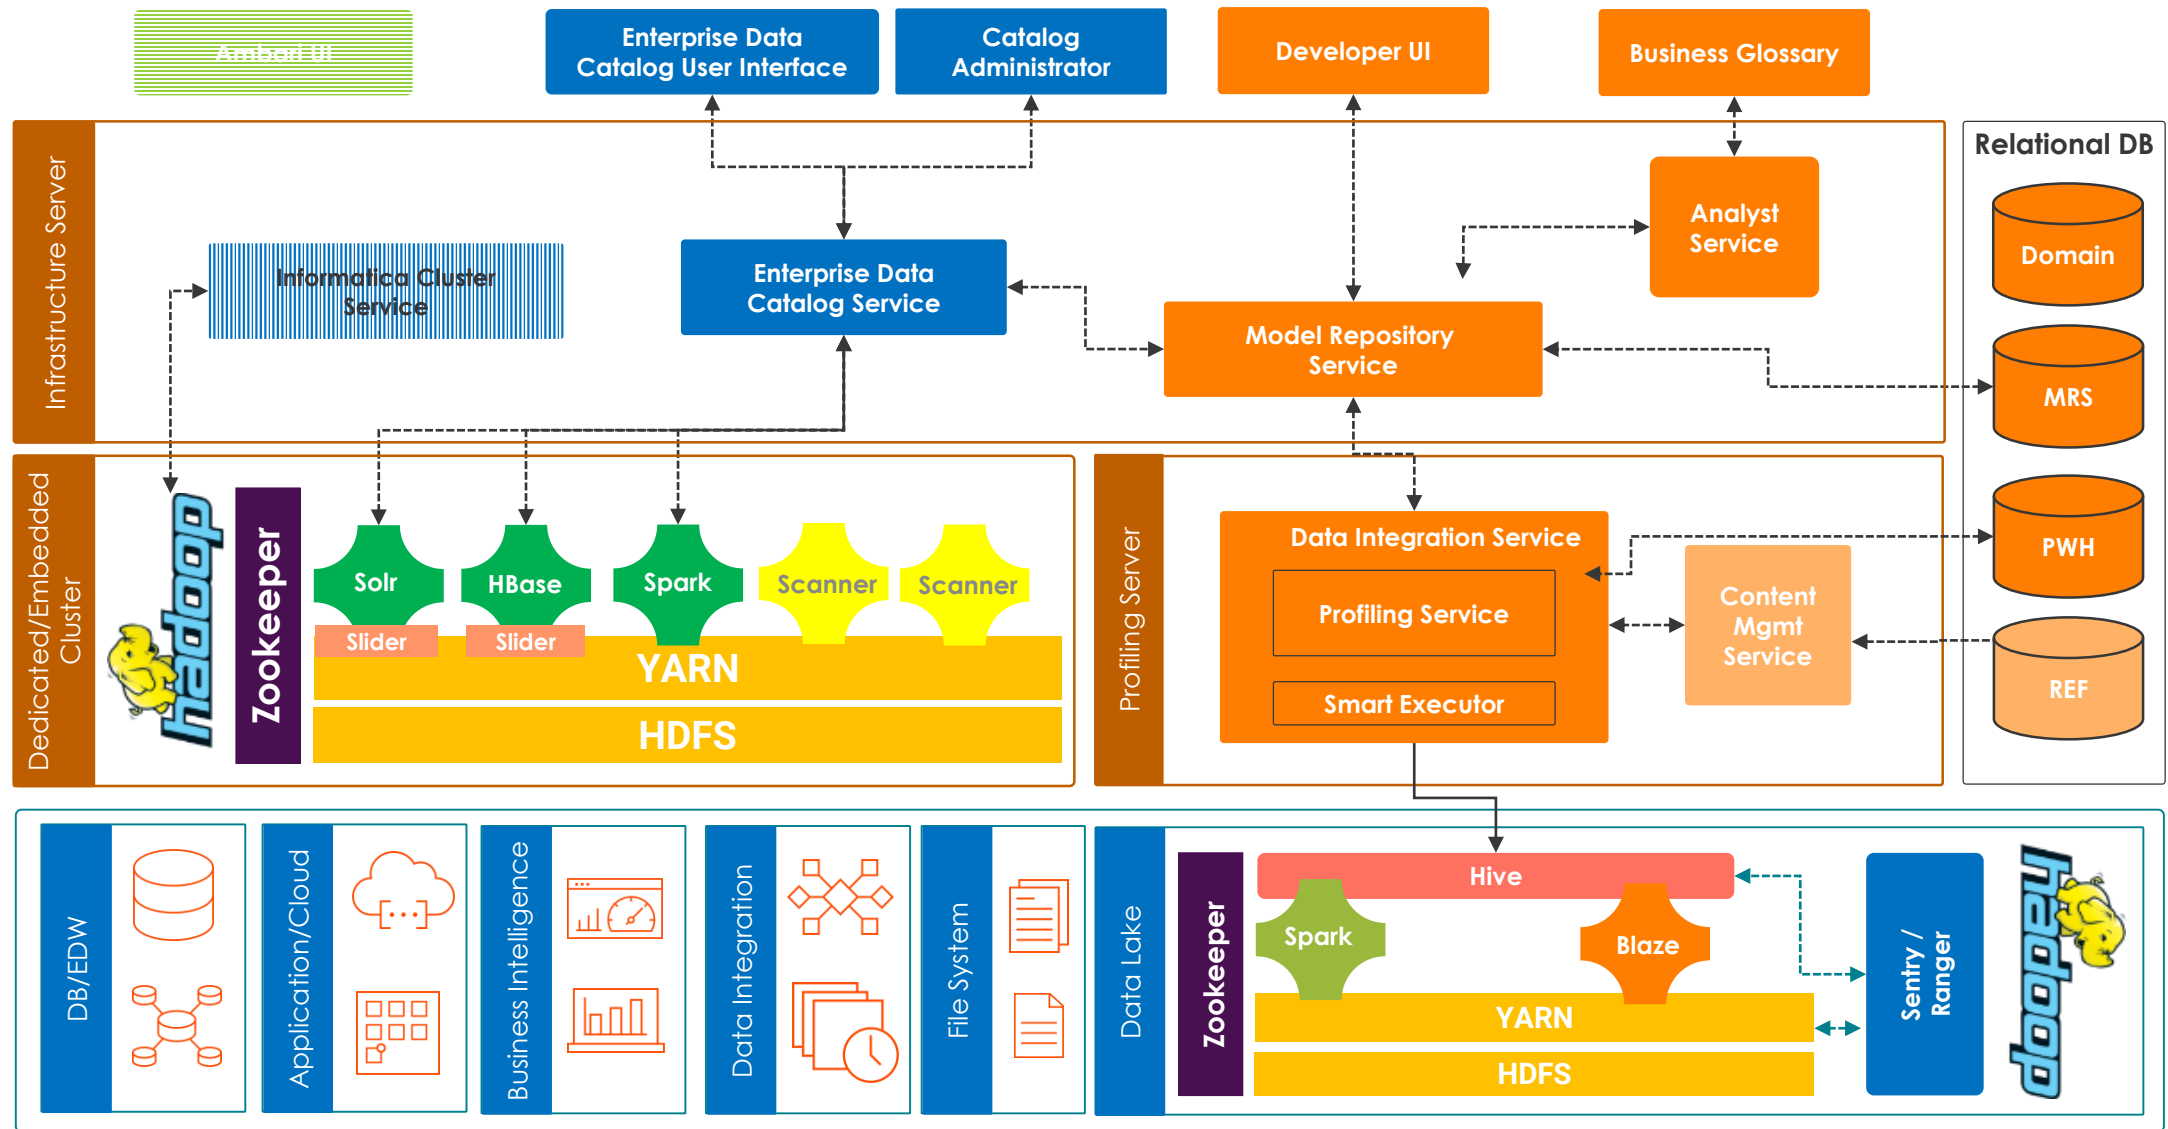 Ambari UI
Enterprise Data
Catalog User Interface
Catalog
Administrator
Developer UI
Business Glossary
Infrastructure Server
Informatica Cluster
Service
Enterprise Data
Catalog Service
Model Repository
Service
Analyst
Service
Relational DB
Domain
MRS
PWH
REF
Dedicated/Embedded
Cluster
hadoop
Zookeeper
Solr
HBase
Spark
Scanner
Scanner
Slider
Slider
YARN
HDFS
Profiling Server
Data Integration Service
Profiling Service
Smart Executor
Content
Mgmt
Service
DB/EDW
Application/Cloud
Business Intelligence
Data Integration
File System
Data Lake
Zookeeper
Hive
Spark
Blaze
YARN
HDFS
Sentry /
Ranger
hadoop